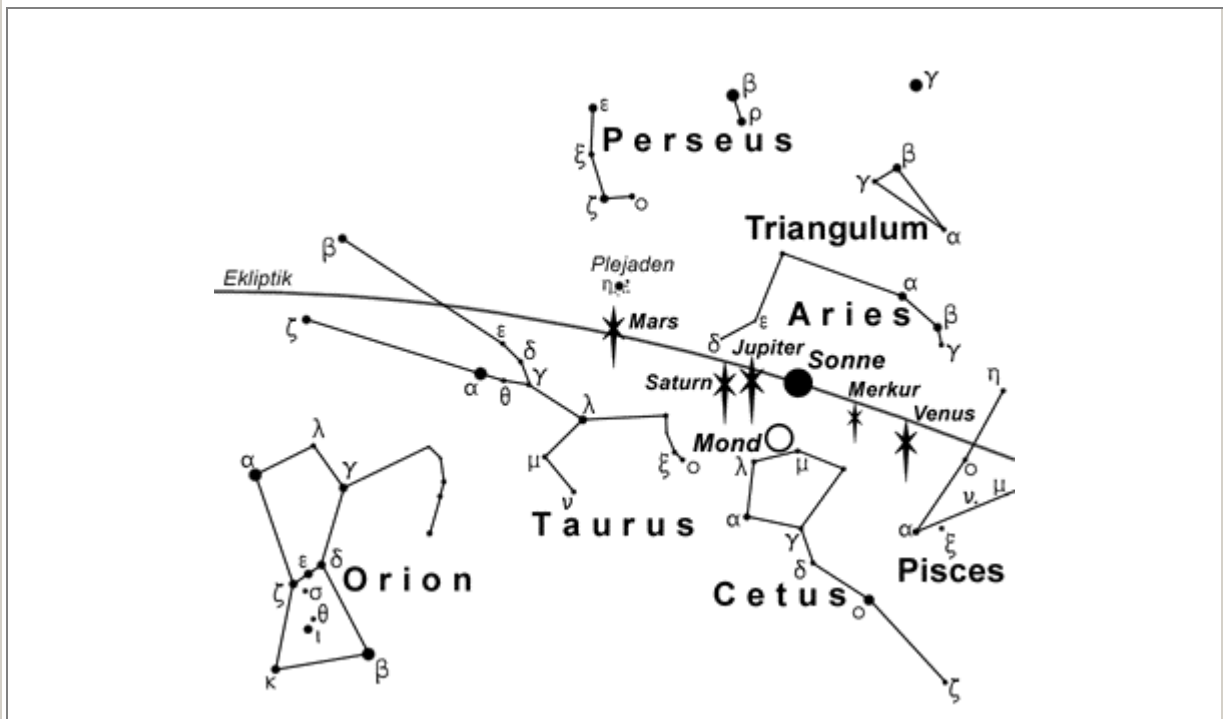 γ
β
ρ
ε
Perseus
ξ
β
γ
ζ
ο
Triangulum
α
β
Plejaden
η
Ekliptik
α
Aries
β
ε
ζ
Mars
δ
γ
ε
δ
Jupiter
Sonne
η
Saturn
Merkur
α
θ
γ
λ
Venus
Mond
λ
α
γ
μ
ξ
ο
λ
μ
ο
μ
ν
ν
Taurus
α
γ
α
ξ
Pisces
δ
ε
δ
Orion
ζ
σ
Cetus
ο
θ
ι
β
κ
ζ